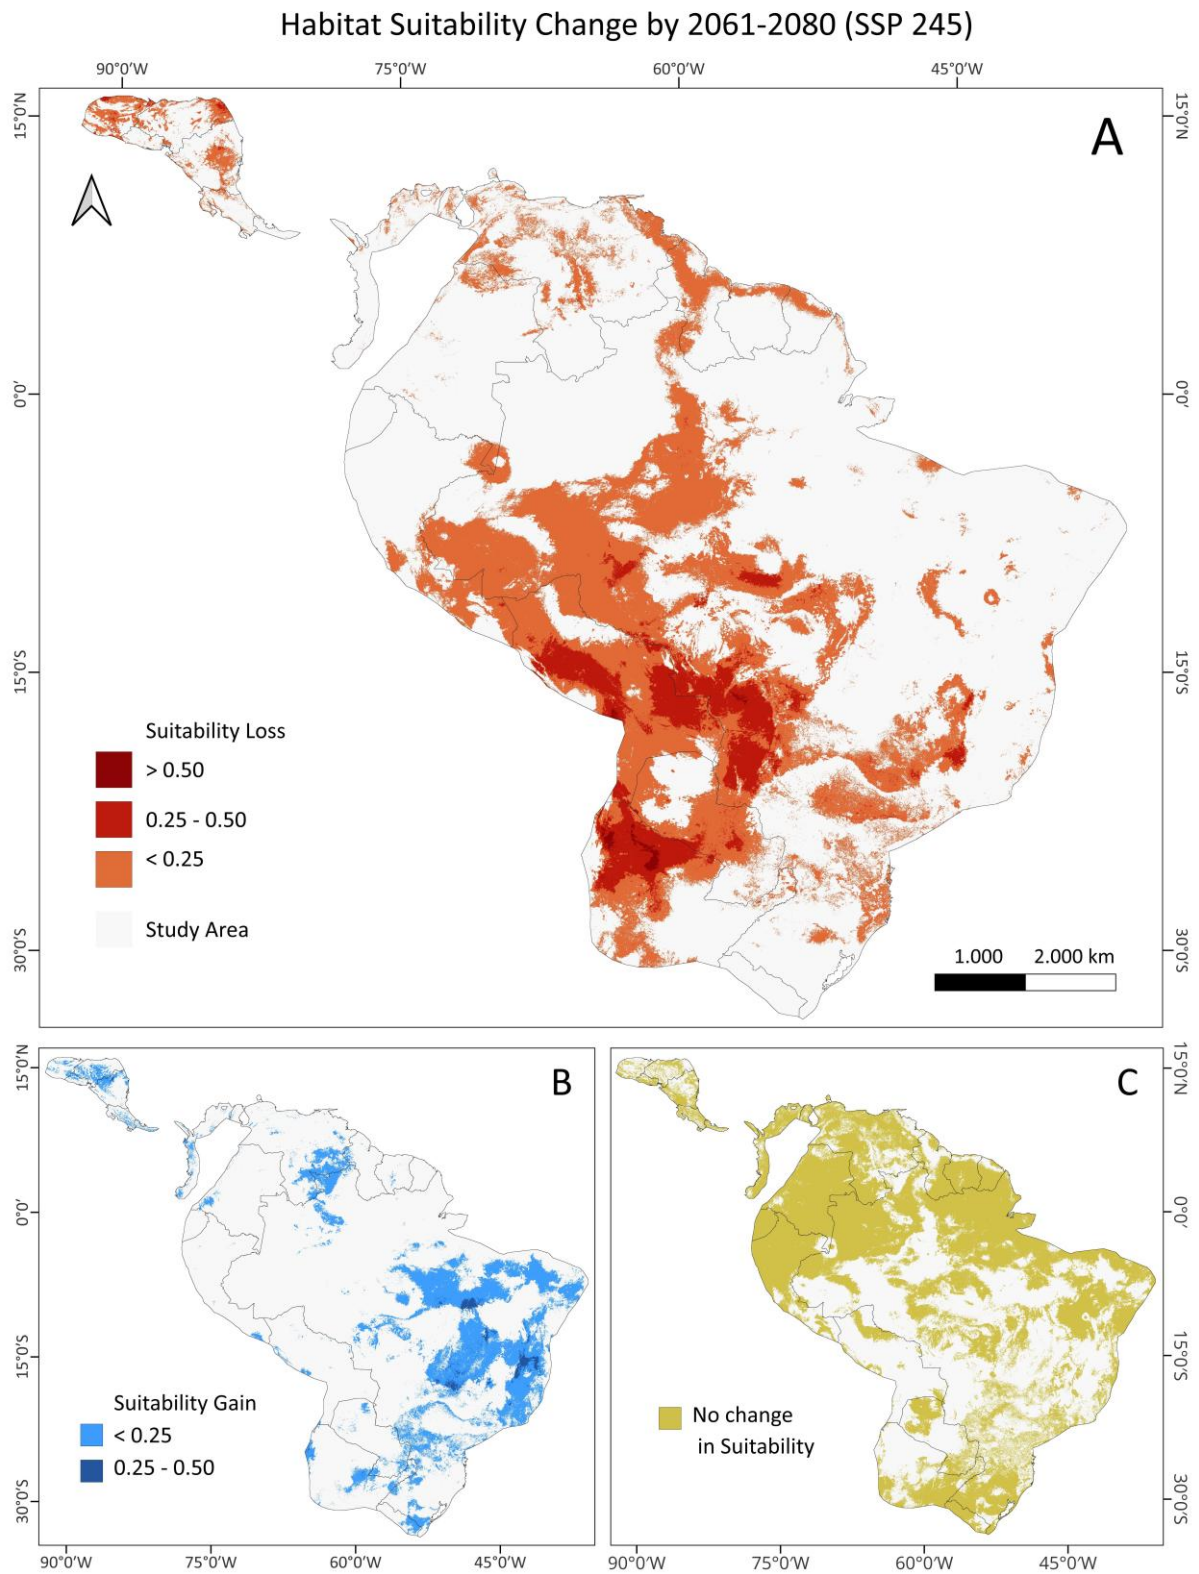 Habitat Suitability Change by 2061-2080 (SSP 245)
90°0'W 75°0'W 60°0'W 45°0'W
15°0'N 15°0'N
A
0°0' 0°0'
15°0'S 15°0'S
Suitability Loss
> 0.50
0.25 - 0.50
< 0.25
Study Area
30°0'S 30°0'S
1.000 2.000 km
15°0'N B
0°0'
15°0'S
Suitability Gain
< 0.25
0.25 - 0.50
30°0'S
90°0'W 75°0'W 60°0'W 45°0'W
C 15°0'N
0°0'
15°0'S
No change
in Suitability
30°0'S
90°0'W 75°0'W 60°0'W 45°0'W